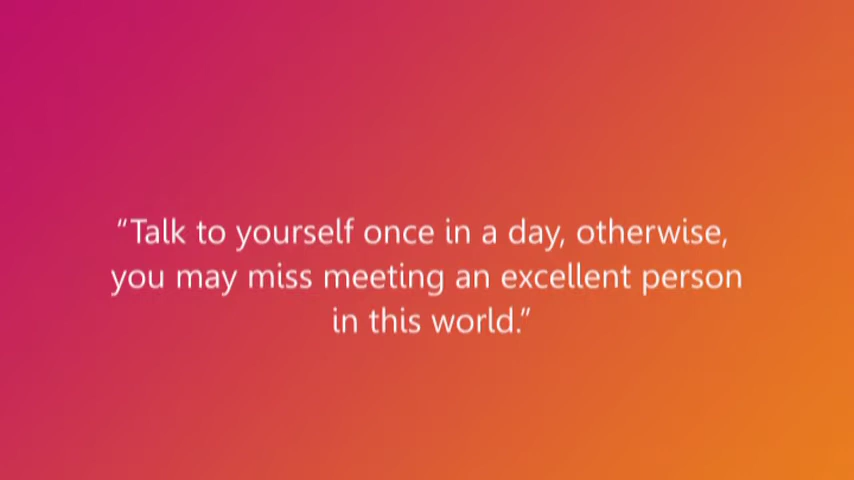 “Talk to yourself once in a day, otherwise,
you may miss meeting an excellent person
in this world.”